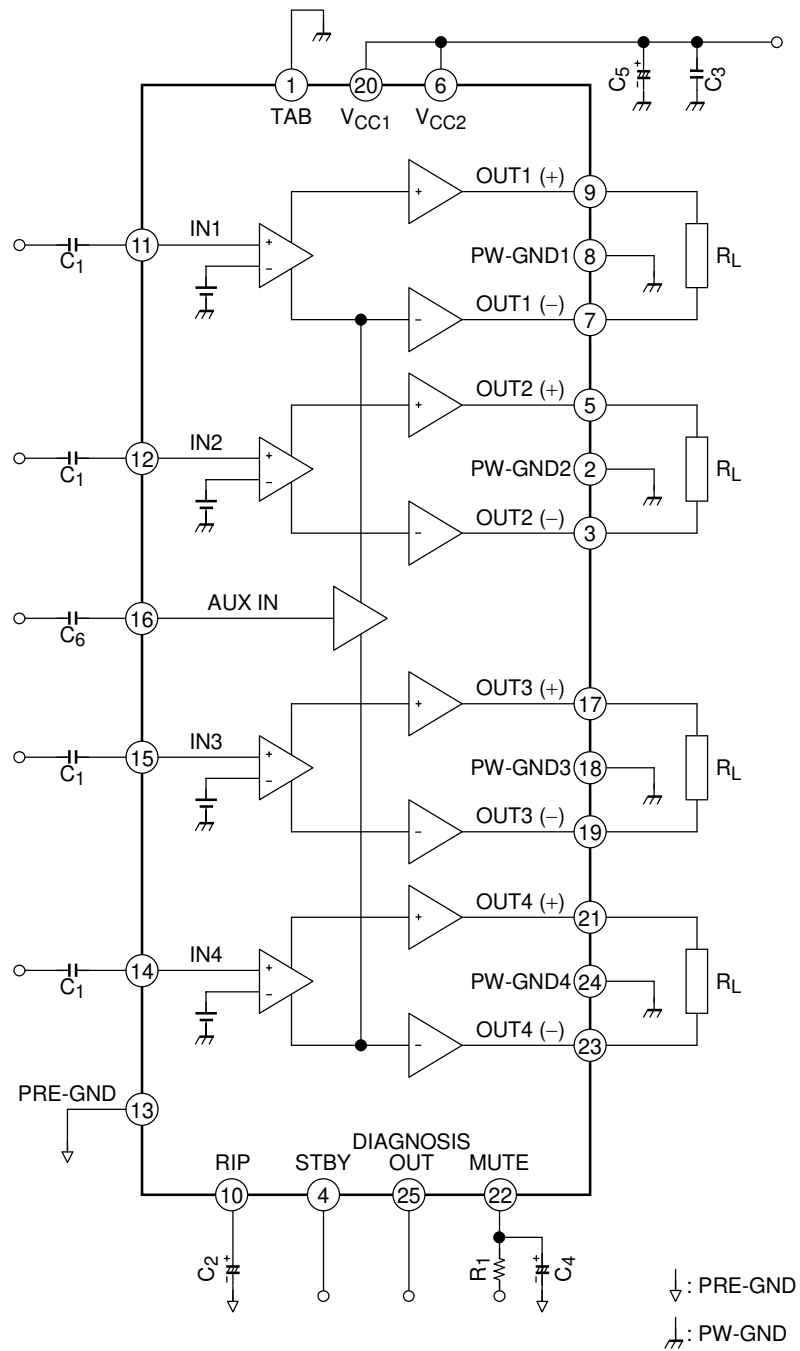 1 20 6
TAB VCC1 VCC2
C5 C3
OUT1 (+) 9
IN1
11
C1
PW-GND1 8
RL
OUT1 (−) 7
OUT2 (+) 5
IN2
12
C1
PW-GND2 2
RL
OUT2 (−) 3
AUX IN
16
C6
OUT3 (+) 17
IN3
15
C1
PW-GND3 18
RL
OUT3 (−) 19
OUT4 (+) 21
IN4
14
C1
PW-GND4 24
RL
OUT4 (−) 23
PRE-GND
13
DIAGNOSIS
RIP STBY OUT MUTE
10 4 25 22
C2 R1 C4
: PRE-GND
: PW-GND